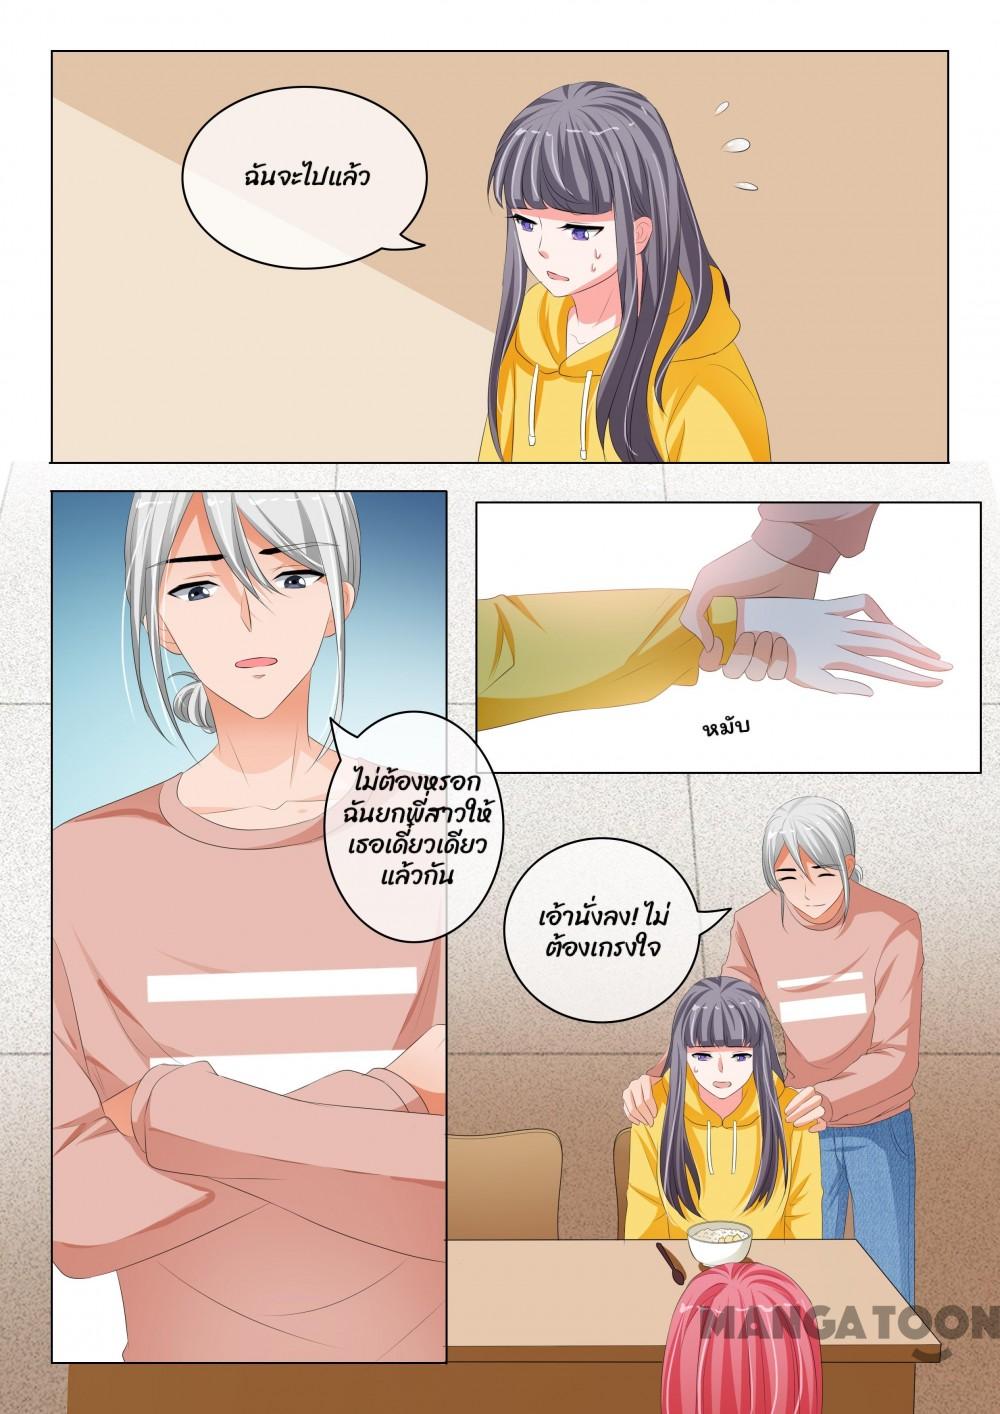 ฉันจะไปแล้ว
หมับ
ไม่ต้องหรอก
ฉันยกพี่สาวให้
เธอเดี๋ยวเดียว
แล้วกัน
เอ้านั่งลง! ไม่
ต้องเกรงใจ
MANGATOON